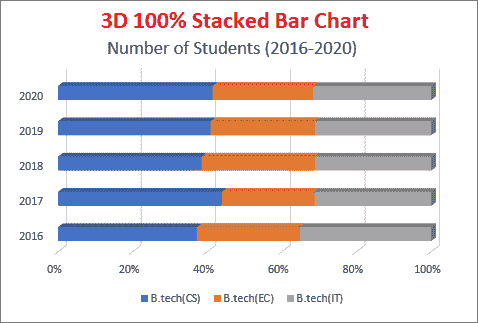 3D 100% Stacked Bar Chart
Number of Students (2016-2020)
2020
2019
2018
2017
2016
0% 20% 40% 60% 80% 100%
B.tech(CS) B.tech(EC) B.tech(IT)